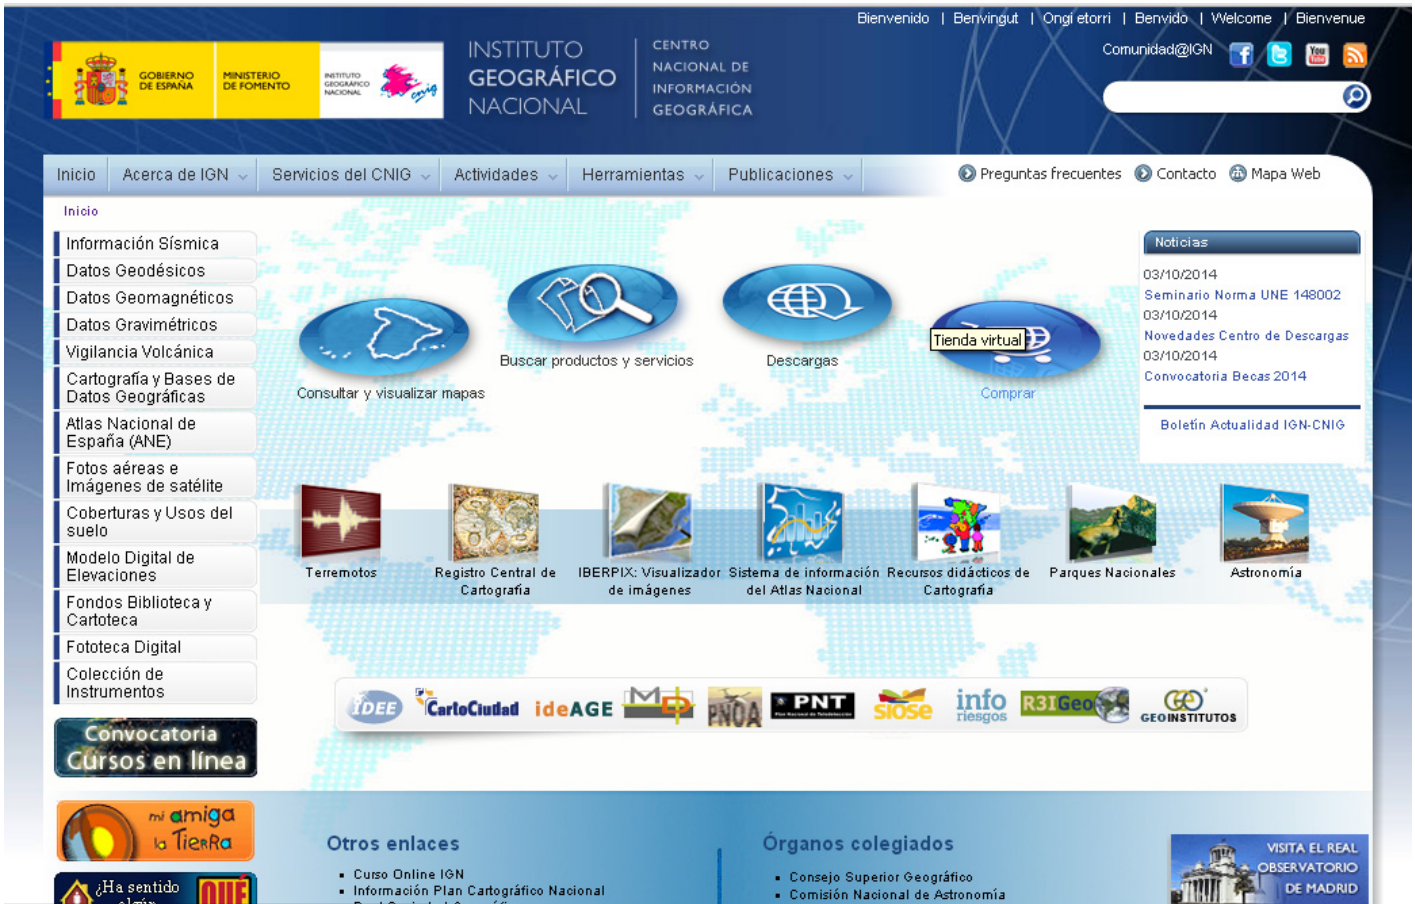 Bienvenido | Benvingut | Ongi etorri | Benvido | Welcome | Bienvenue
Comunidad@IGN
GOBIERNO
DE ESPAÑA
MINISTERIO
DE FOMENTO
INSTITUTO
GEOGRÁFICO
NACIONAL
cnig
INSTITUTO
GEOGRÁFICO
NACIONAL
CENTRO
NACIONAL DE
INFORMACIÓN
GEOGRÁFICA
You
Tube
Inicio
Acerca de IGN
Servicios del CNIG
Actividades
Herramientas
Publicaciones
Preguntas frecuentes
Contacto
Mapa Web
Inicio
Información Sísmica
Datos Geodésicos
Datos Geomagnéticos
Datos Gravimétricos
Vigilancia Volcánica
Cartografía y Bases de
Datos Geográficas
Atlas Nacional de
España (ANE)
Fotos aéreas e
Imágenes de satélite
Coberturas y Usos del
suelo
Modelo Digital de
Elevaciones
Fondos Biblioteca y
Cartoteca
Fototeca Digital
Colección de
Instrumentos
Convocatoria
Cursos en línea
mi amiga
la Tierra
¿Ha sentido
QUÉ
Consultar y visualizar mapas
Buscar productos y servicios
Descargas
Tienda virtual
Comprar
Noticias
03/10/2014
Seminario Norma UNE 148002
03/10/2014
Novedades Centro de Descargas
03/10/2014
Convocatoria Becas 2014
Boletín Actualidad IGN-CNIG
Terremotos
Registro Central de
Cartografía
IBERPIX: Visualizador
de imágenes
Sistema de información
del Atlas Nacional
Recursos didácticos de
Cartografía
Parques Nacionales
Astronomía
IDEE
CartoCiudad
ideAGE
PNOA
PNT
Plan Nacional de Teledetección
SIOSE
info
riesgos
R3IGeo
GEOINSTITUTOS
Otros enlaces
Curso Online IGN
Información Plan Cartográfico Nacional
Órganos colegiados
Consejo Superior Geográfico
Comisión Nacional de Astronomía
VISITA EL REAL
OBSERVATORIO
DE MADRID